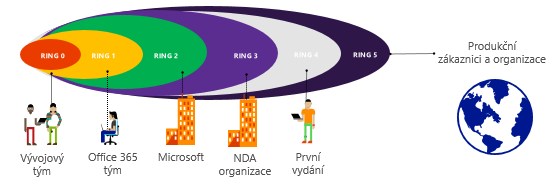 RING 0
RING 1
RING 2
RING 3
RING 4
RING 5
Produkční
zákazníci a organizace
Vývojový
tým
Office 365
tým
Microsoft
NDA
organizace
První
vydání